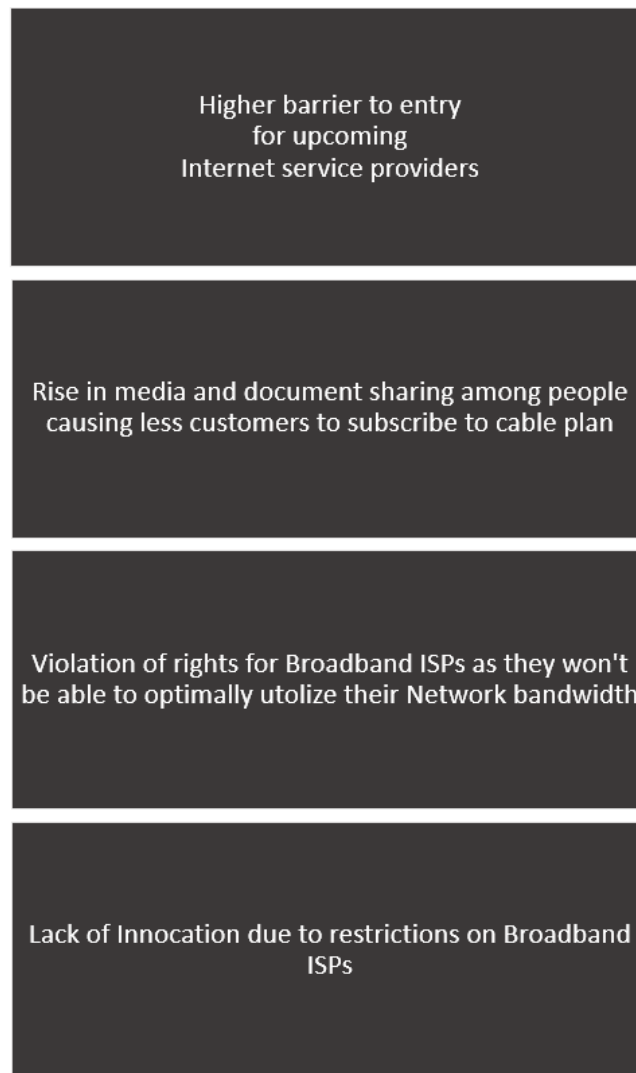 Higher barrier to entry
for upcoming
Internet service providers
Rise in media and document sharing among people
causing less customers to subscribe to cable plan
Violation of rights for Broadband ISPs as they won't
be able to optimally utolize their Network bandwidth
Lack of Innocation due to restrictions on Broadband
ISPs